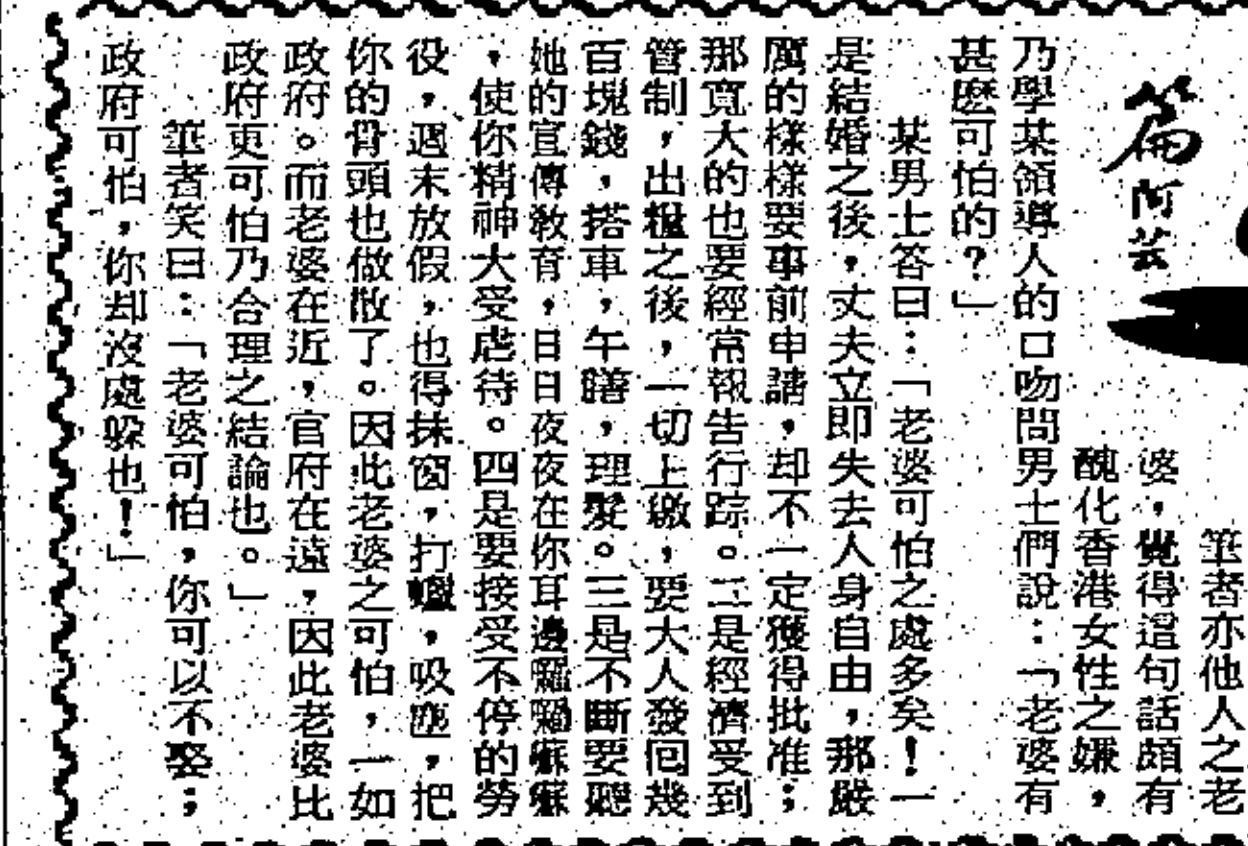 篇
阿芸
筆者亦他人之老
婆，覺得這句話頗有
醜化香港女性之嫌，
乃學某領導人的口吻問男士們說：「老婆有
甚麽可怕的？」
某男士答曰：「老婆可怕之處多矣！一
是結婚之後，丈夫立即失去人身自由，那嚴
厲的樣樣要事前申請，却不一定獲得批准；
那寬大的也要經常報告行踪。二是經濟受到
管制，出糧之後，一切上繳，要大人發回幾
百塊錢，搭車，午膳，理髮。三是不斷要聽
她的宣傳敎育，日日夜夜在你耳邊囉囉囌囌
，使你精神大受虐待。四是要接受不停的勞
役，週末放假，也得抹窗，打蠟，吸塵，把
你的骨頭也做散了。因此老婆之可怕，一如
政府。而老婆在近，官府在遠，因此老婆比
政府更可怕乃合理之結論也。」
筆者笑曰：「老婆可怕，你可以不娶；
政府可怕，你却沒處躲也！」